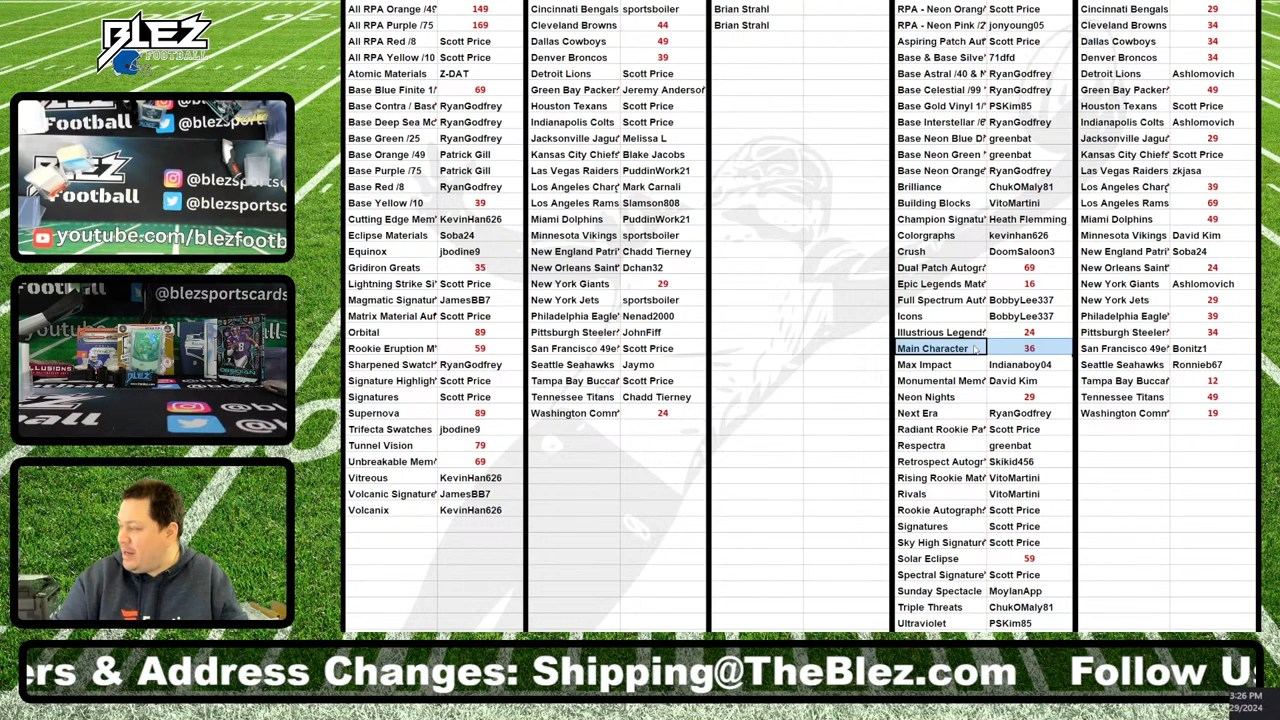 BLEZ
FOOTBALL
Football
BLEZ
@blezsports
Football
@blezsportsc
@blezsports
youtube.com/blezfootb
@blezsportscards
ILLUSIONS
All RPA Orange /49 149
All RPA Purple /75 169
All RPA Red /8 Scott Price
All RPA Yellow /10 Scott Price
Atomic Materials Z-DAT
Base Blue Finite 1/ 69
Base Contra / Base RyanGodfrey
Base Deep Sea Mo RyanGodfrey
Base Green /25 RyanGodfrey
Base Orange /49 Patrick Gill
Base Purple /75 Patrick Gill
Base Red /8 RyanGodfrey
Base Yellow /10 39
Cutting Edge Mem KevinHan626
Eclipse Materials Soba24
Equinox jbodine9
Gridiron Greats 35
Lightning Strike Si Scott Price
Magmatic Signatur JamesBB7
Matrix Material Aut Scott Price
Orbital 89
Rookie Eruption M 59
Sharpened Swatch RyanGodfrey
Signature Highligh Scott Price
Signatures Scott Price
Supernova 89
Trifecta Swatches jbodine9
Tunnel Vision 79
Unbreakable Mem 69
Vitreous KevinHan626
Volcanic Signature JamesBB7
Volcanix KevinHan626
Cincinnati Bengals sportsboiler
Cleveland Browns 44
Dallas Cowboys 49
Denver Broncos 39
Detroit Lions Scott Price
Green Bay Packer Jeremy Anderso
Houston Texans Scott Price
Indianapolis Colts Scott Price
Jacksonville Jagu Melissa L
Kansas City Chiefs Blake Jacobs
Las Vegas Raiders PuddinWork21
Los Angeles Charg Mark Carnali
Los Angeles Rams Slamson808
Miami Dolphins PuddinWork21
Minnesota Vikings sportsboiler
New England Patri Chadd Tierney
New Orleans Saint Dchan32
New York Giants 29
New York Jets sportsboiler
Philadelphia Eagle Nenad2000
Pittsburgh Steeler JohnFiff
San Francisco 49e Scott Price
Seattle Seahawks Jaymo
Tampa Bay Bucca Scott Price
Tennessee Titans Chadd Tierney
Washington Comm 24
Brian Strahl
Brian Strahl
RPA - Neon Orang Scott Price
RPA - Neon Pink /2 jonyoung05
Aspiring Patch Aut Scott Price
Base & Base Silve 71dfd
Base Astral /40 & N RyanGodfrey
Base Celestial /99 RyanGodfrey
Base Gold Vinyl 1/ PSKim85
Base Interstellar /6 RyanGodfrey
Base Neon Blue D greenbat
Base Neon Green greenbat
Base Neon Orange RyanGodfrey
Brilliance ChukOMaly81
Building Blocks VitoMartini
Champion Signatu Heath Flemming
Colorgraphs kevinhan626
Crush DoomSaloon3
Dual Patch Autogr 69
Epic Legends Mat 16
Full Spectrum Aut BobbyLee337
Icons BobbyLee337
Illustrious Legend 24
Main Character 36
Max Impact Indianaboy04
Monumental Mem David Kim
Neon Nights 29
Next Era RyanGodfrey
Radiant Rookie Pa Scott Price
Respectra greenbat
Retrospect Autogr Skikid456
Rising Rookie Mat VitoMartini
Rivals VitoMartini
Rookie Autograph Scott Price
Signatures Scott Price
Sky High Signatur Scott Price
Solar Eclipse 59
Spectral Signature Scott Price
Sunday Spectacle MoylanApp
Triple Threats ChukOMaly81
Ultraviolet PSKim85
Cincinnati Bengals 29
Cleveland Browns 34
Dallas Cowboys 34
Denver Broncos 34
Detroit Lions Ashlomovich
Green Bay Packer 49
Houston Texans Scott Price
Indianapolis Colts Ashlomovich
Jacksonville Jagu 29
Kansas City Chiefs Scott Price
Las Vegas Raiders zkjasa
Los Angeles Charg 39
Los Angeles Rams 69
Miami Dolphins 49
Minnesota Vikings David Kim
New England Patri Soba24
New Orleans Saint 24
New York Giants Ashlomovich
New York Jets 29
Philadelphia Eagle 39
Pittsburgh Steeler 34
San Francisco 49e Bonitz1
Seattle Seahawks Ronnieb67
Tampa Bay Bucca 12
Tennessee Titans 49
Washington Comm 19
ers & Address Changes: Shipping@TheBlez.com Follow Us
3:26 PM
29/2024